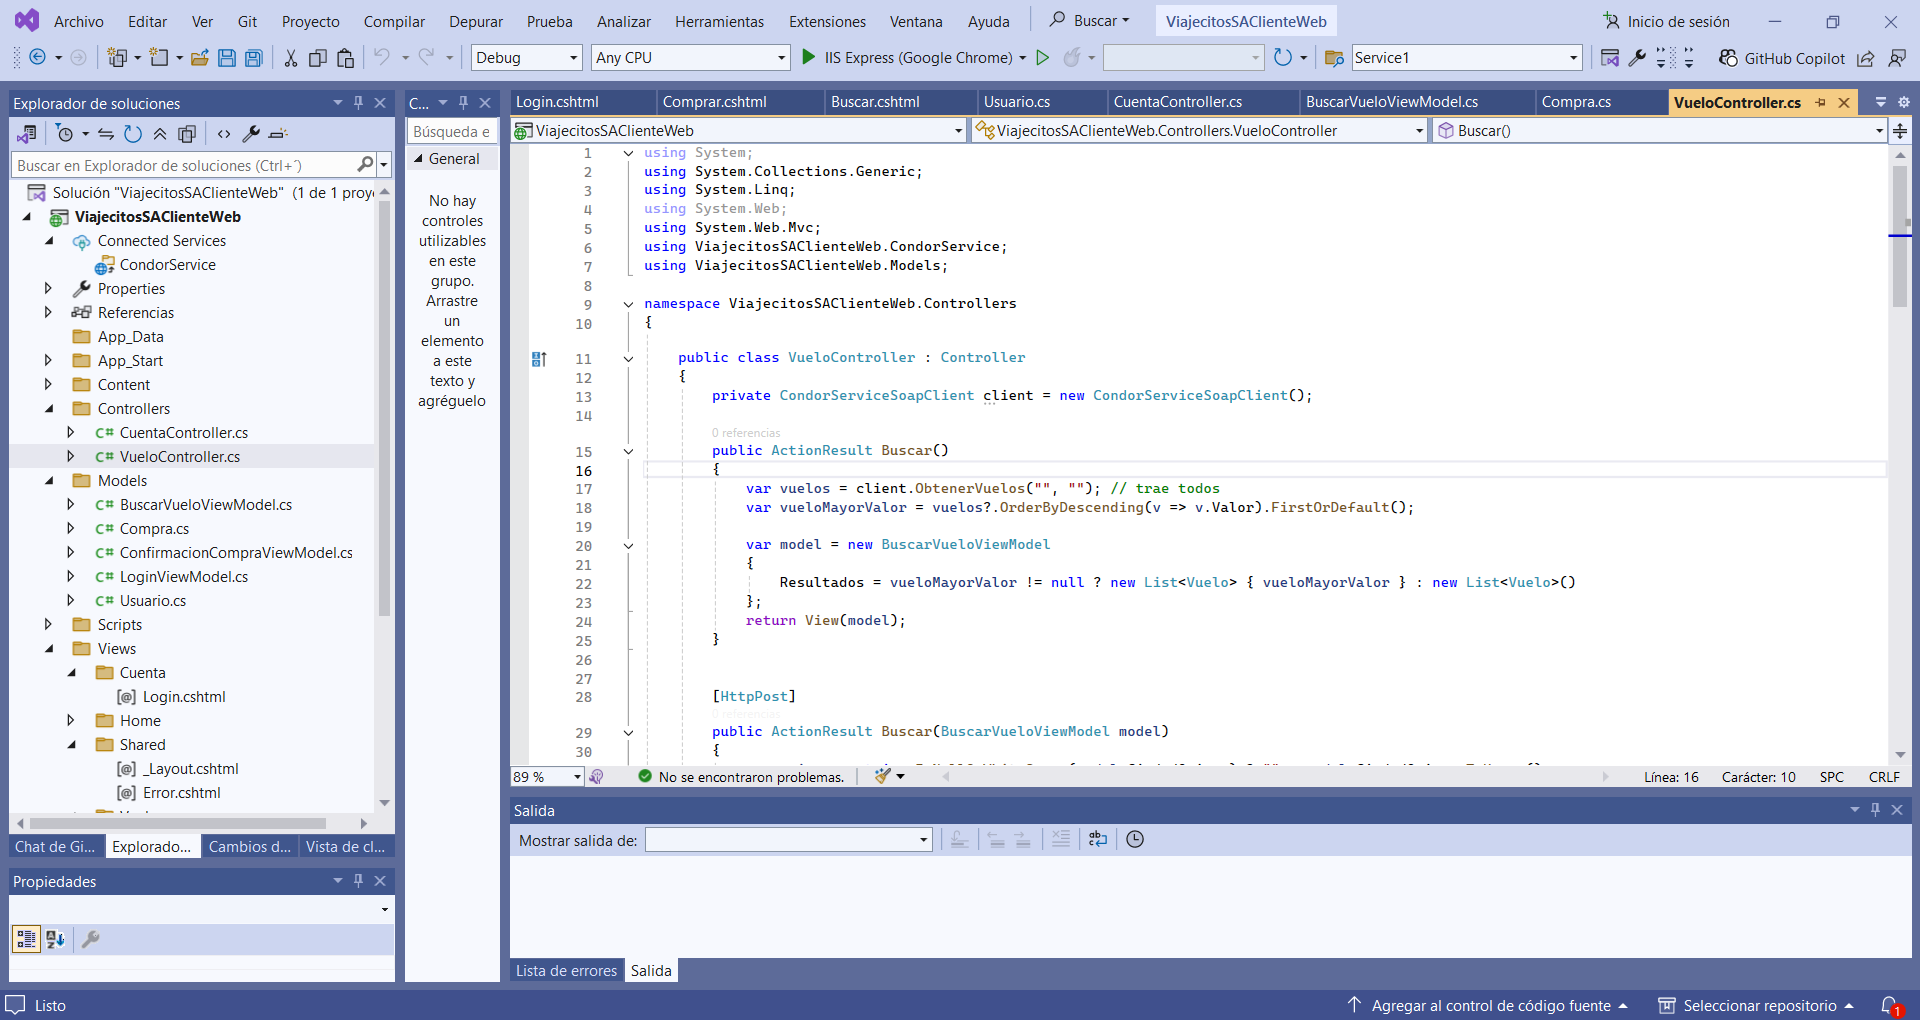 Archivo Editar Ver Git Proyecto Compilar Depurar Prueba Analizar Herramientas Extensiones Ventana Ayuda Buscar ViajecitosSAClienteWeb Inicio de sesión
Debug Any CPU IIS Express (Google Chrome) Service1 GitHub Copilot
Explorador de soluciones
Buscar en Explorador de soluciones (Ctrl+´)
Solución "ViajecitosSAClienteWeb" (1 de 1 proye
ViajecitosSAClienteWeb
Connected Services
CondorService
Properties
Referencias
App_Data
App_Start
Content
Controllers
C# CuentaController.cs
C# VueloController.cs
Models
C# BuscarVueloViewModel.cs
C# Compra.cs
C# ConfirmacionCompraViewModel.cs
C# LoginViewModel.cs
C# Usuario.cs
Scripts
Views
Cuenta
[@] Login.cshtml
Home
Shared
[@] _Layout.cshtml
[@] Error.cshtml
Chat de Gi... Explorado... Cambios d... Vista de cl...
Propiedades
C...
Búsqueda e
General
No hay
controles
utilizables
en este
grupo.
Arrastre
un
elemento
a este
texto y
agréguelo
Login.cshtml Comprar.cshtml Buscar.cshtml Usuario.cs CuentaController.cs BuscarVueloViewModel.cs Compra.cs VueloController.cs
ViajecitosSAClienteWeb ViajecitosSAClienteWeb.Controllers.VueloController Buscar()
1 using System;
2 using System.Collections.Generic;
3 using System.Linq;
4 using System.Web;
5 using System.Web.Mvc;
6 using ViajecitosSAClienteWeb.CondorService;
7 using ViajecitosSAClienteWeb.Models;
8
9 namespace ViajecitosSAClienteWeb.Controllers
10 {
11 public class VueloController : Controller
12 {
13 private CondorServiceSoapClient client = new CondorServiceSoapClient();
14
0 referencias
15 public ActionResult Buscar()
16 {
17 var vuelos = client.ObtenerVuelos("", ""); // trae todos
18 var vueloMayorValor = vuelos?.OrderByDescending(v => v.Valor).FirstOrDefault();
19
20 var model = new BuscarVueloViewModel
21 {
22 Resultados = vueloMayorValor != null ? new List<Vuelo> { vueloMayorValor } : new List<Vuelo>()
23 };
24 return View(model);
25 }
26
27
28 [HttpPost]
0 referencias
29 public ActionResult Buscar(BuscarVueloViewModel model)
30 {
89 % No se encontraron problemas. Línea: 16 Carácter: 10 SPC CRLF
Salida
Mostrar salida de:
Lista de errores Salida
Listo Agregar al control de código fuente Seleccionar repositorio 1